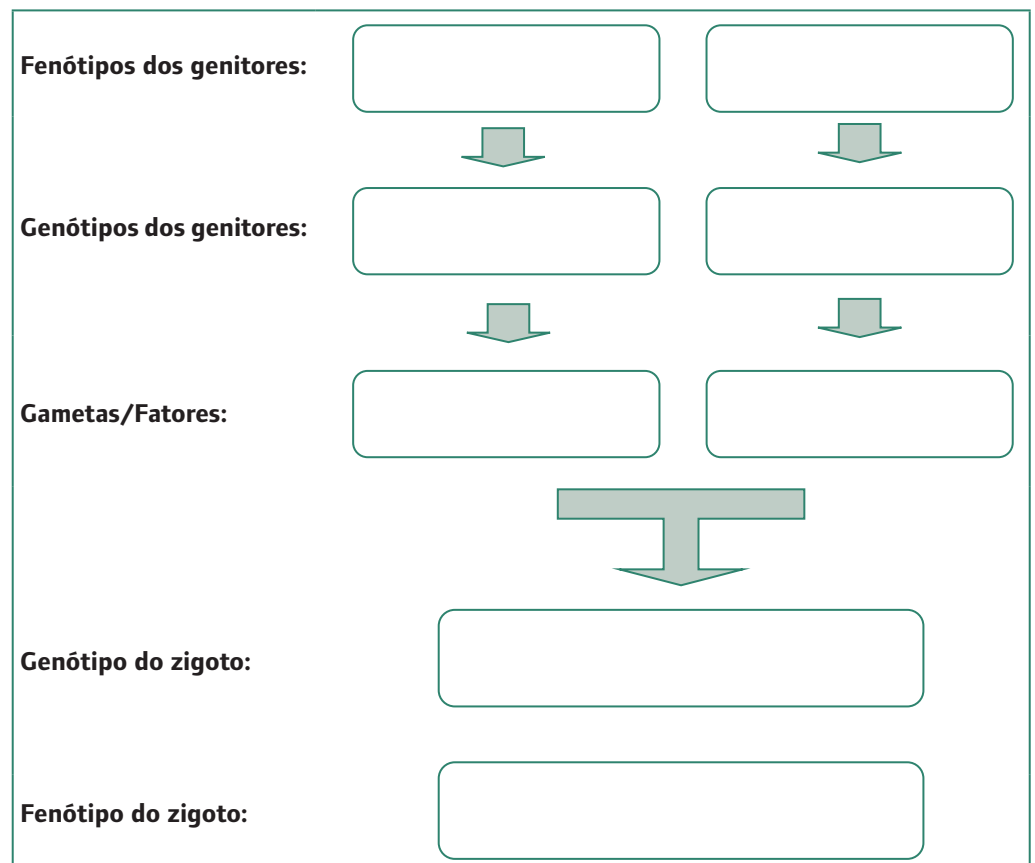 Fenótipos dos genitores:
Genótipos dos genitores:
Gametas/Fatores:
Genótipo do zigoto:
Fenótipo do zigoto: